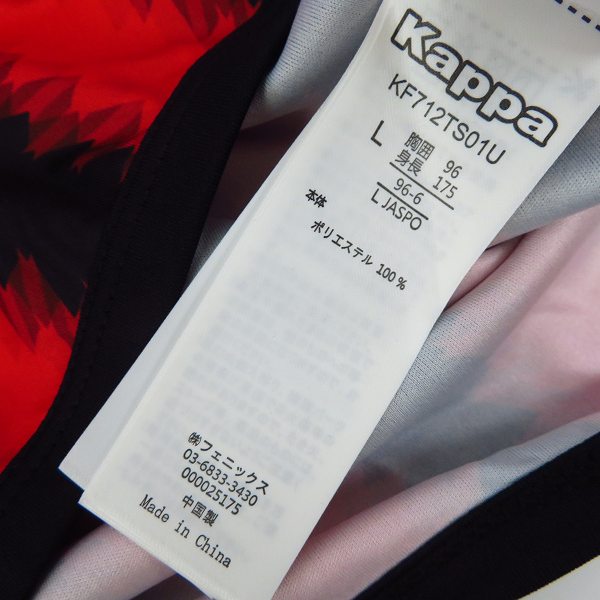 Kappa
KF712TS01U
L 胸囲 96
身長 175
96-6
L JASPO
本体
ポリエステル 100%
㈱フェニックス
03-6833-3430
000025175
中国製
Made in China